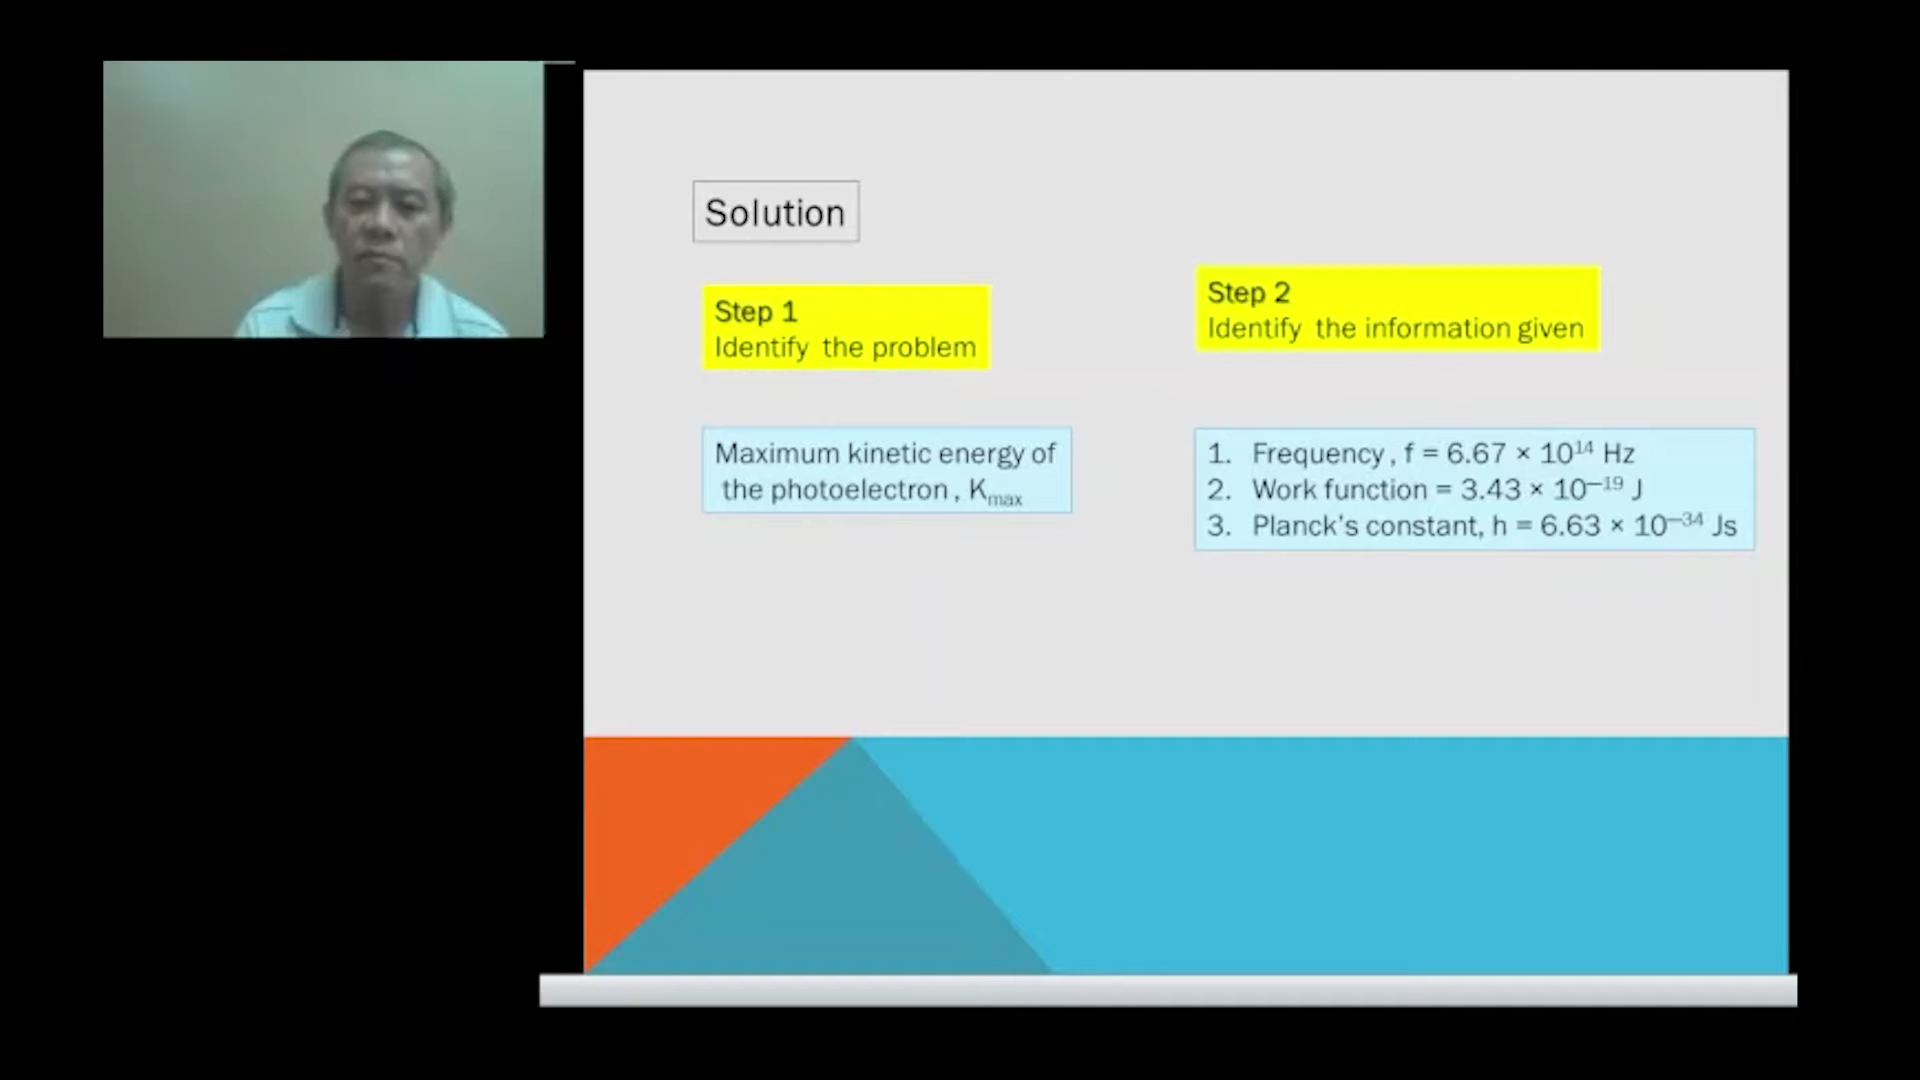 Solution
Step 1
Identify the problem
Maximum kinetic energy of
the photoelectron , Kmax
Step 2
Identify the information given
1. Frequency , f = 6.67 × 10¹⁴ Hz
2. Work function = 3.43 × 10⁻¹⁹ J
3. Planck's constant, h = 6.63 × 10⁻³⁴ Js